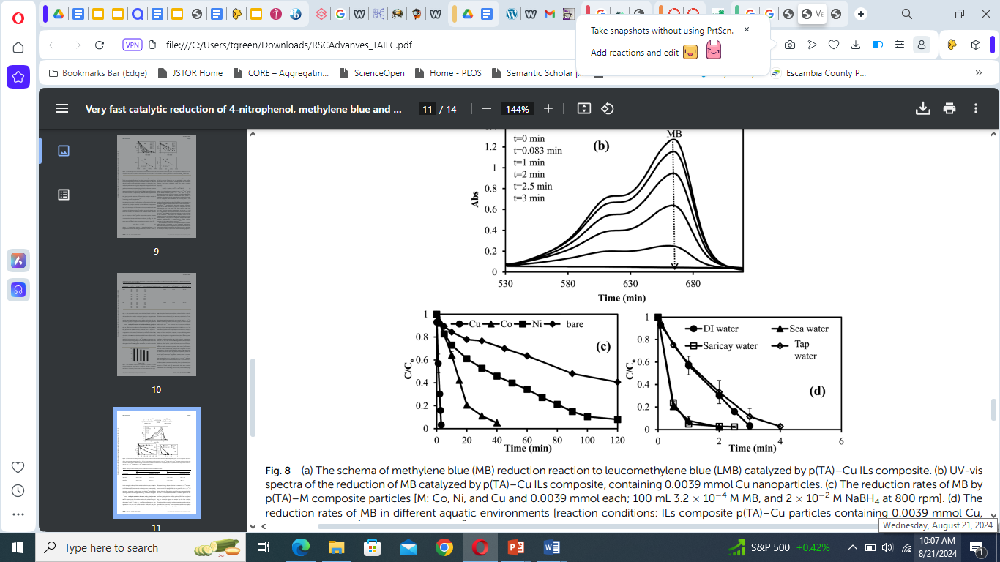 Take snapshots without using PrtScn.
Add reactions and edit
VPN
file:///C:/Users/tgreen/Downloads/RSCAdvanves_TAILC.pdf
Bookmarks Bar (Edge)
JSTOR Home
CORE – Aggregatin...
ScienceOpen
Home - PLOS
Semantic Scholar
Escambia County P...
Very fast catalytic reduction of 4-nitrophenol, methylene blue and ...
11 / 14
144%
9
10
11
MB
(b)
t=0 min
t=0.083 min
t=1 min
t=2 min
t=2.5 min
t=3 min
Abs
1.2
1
0.8
0.6
0.4
0.2
0
530 580 630 680
Time (min)
Cu Co Ni bare
(c)
C/Co
1
0.8
0.6
0.4
0.2
0
0 20 40 60 80 100 120
Time (min)
DI water Sea water
Saricay water Tap
water
(d)
C/Co
1
0.8
0.6
0.4
0.2
0
0 2 4 6
Time (min)
Fig. 8 (a) The schema of methylene blue (MB) reduction reaction to leucomethylene blue (LMB) catalyzed by p(TA)–Cu ILs composite. (b) UV-vis
spectra of the reduction of MB catalyzed by p(TA)–Cu ILs composite, containing 0.0039 mmol Cu nanoparticles. (c) The reduction rates of MB by
p(TA)–M composite particles [M: Co, Ni, and Cu and 0.0039 mmol each; 100 mL 3.2 × 10⁻⁴ M MB, and 2 × 10⁻² M NaBH₄ at 800 rpm]. (d) The
reduction rates of MB in different aquatic environments [reaction conditions: ILs composite p(TA)–Cu particles containing 0.0039 mmol Cu,
Wednesday, August 21, 2024
Type here to search
S&P 500 +0.42%
10:07 AM
8/21/2024
1